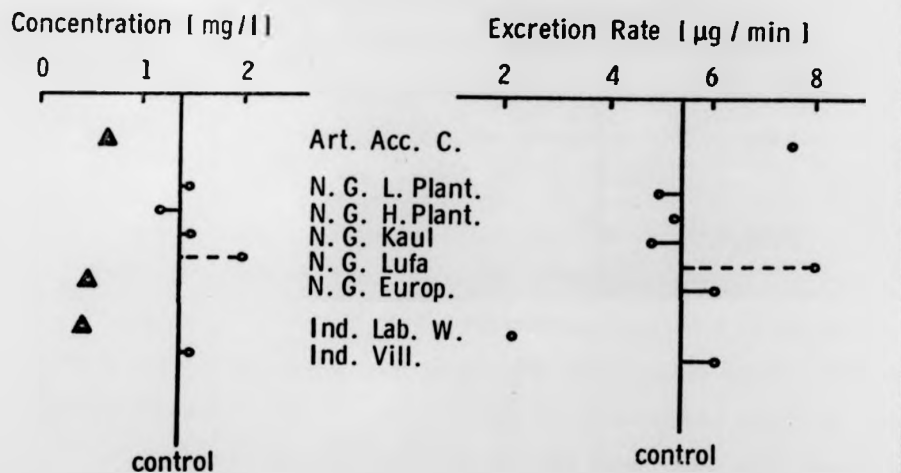 Concentration [ mg/l]
Excretion Rate [ µg / min ]
0 1 2
2 4 6 8
Art. Acc. C.
N. G. L. Plant.
N. G. H. Plant.
N. G. Kaul
N. G. Lufa
N. G. Europ.
Ind. Lab. W.
Ind. Vill.
control
control